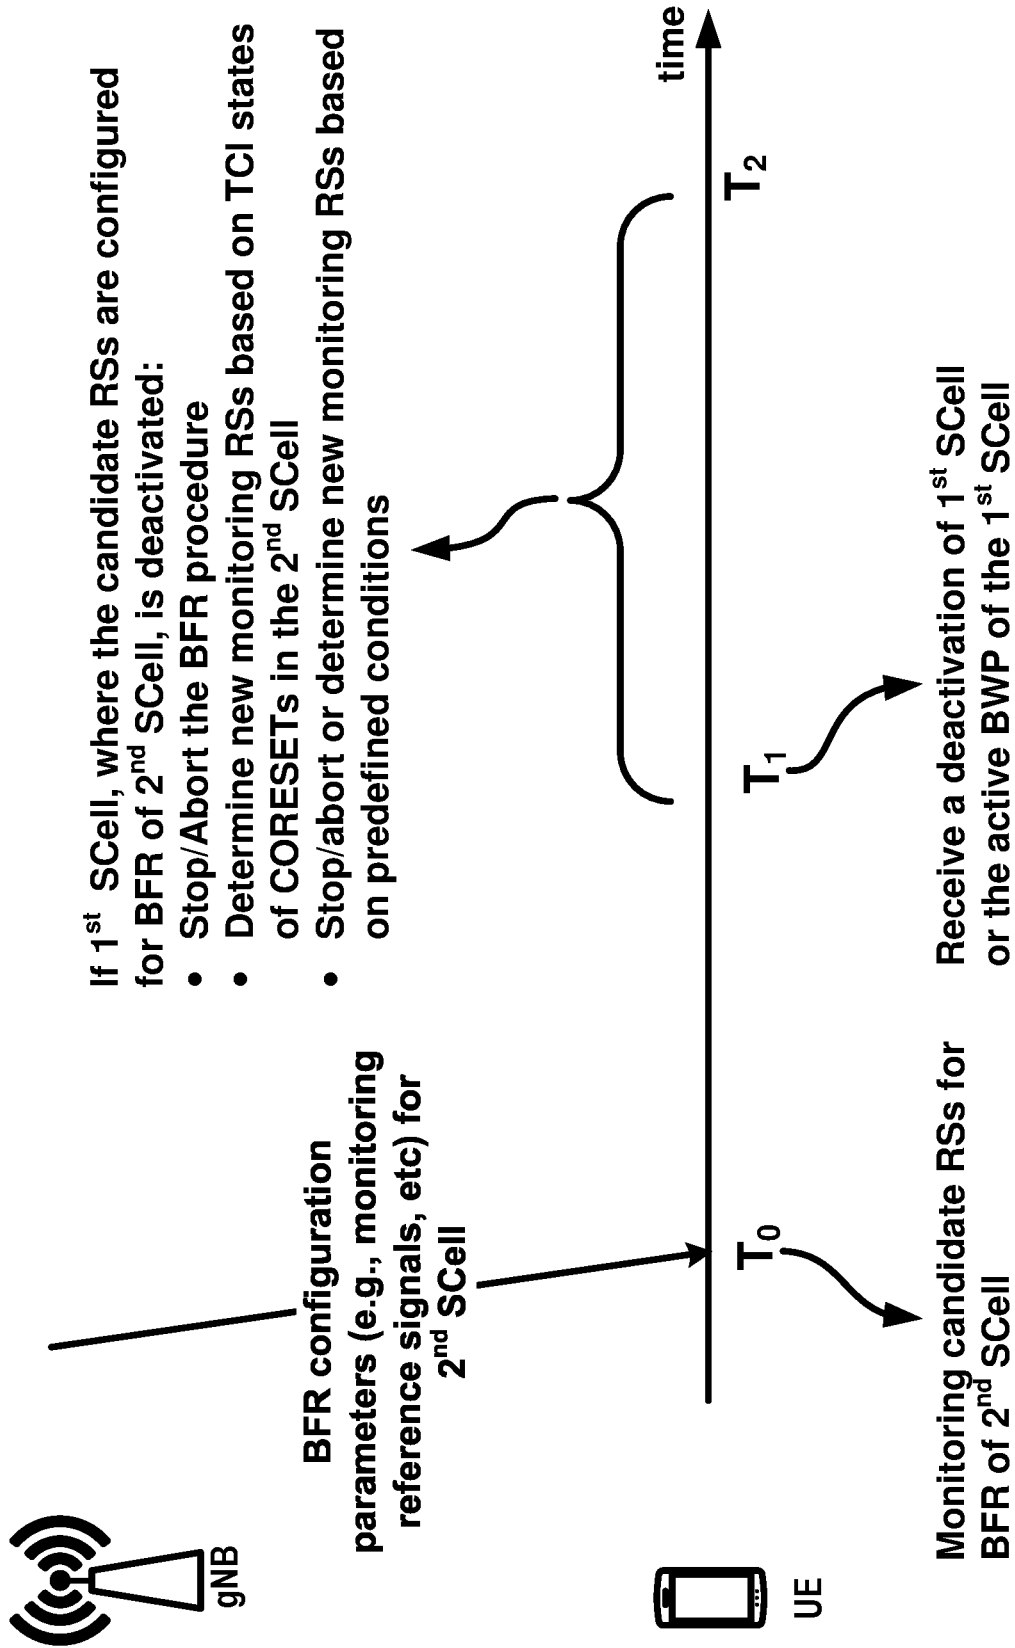 If 1st SCell, where the candidate RSs are configured
for BFR of 2nd SCell, is deactivated:
• Stop/Abort the BFR procedure
• Determine new monitoring RSs based on TCI states
of CORESETs in the 2nd SCell
• Stop/abort or determine new monitoring RSs based
on predefined conditions
gNB
BFR configuration
parameters (e.g., monitoring
reference signals, etc) for
2nd SCell
time
UE
T0
T1
T2
Monitoring candidate RSs for
BFR of 2nd SCell
Receive a deactivation of 1st SCell
or the active BWP of the 1st SCell